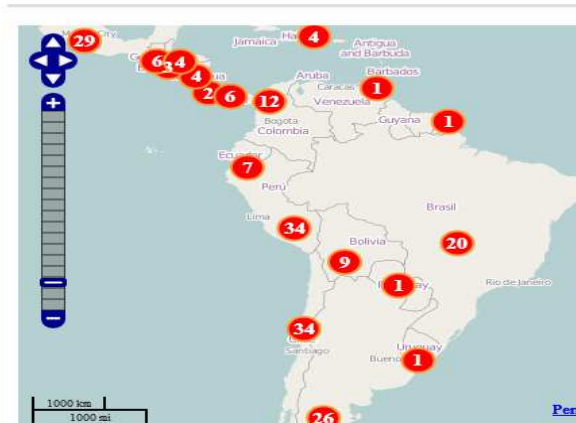 29
4
Jamaica
Antigua
and Barbuda
6
3
4
4
2
6
12
Aruba
Caracas
Barbados
1
Venezuela
Bogota
Colombia
Guyana
1
Ecuador
7
Perú
Brasil
Lima
34
Bolivia
20
9
1
Rio de Janeiro
34
Santiago
Uruguay
1
1000 km
1000 mi
26